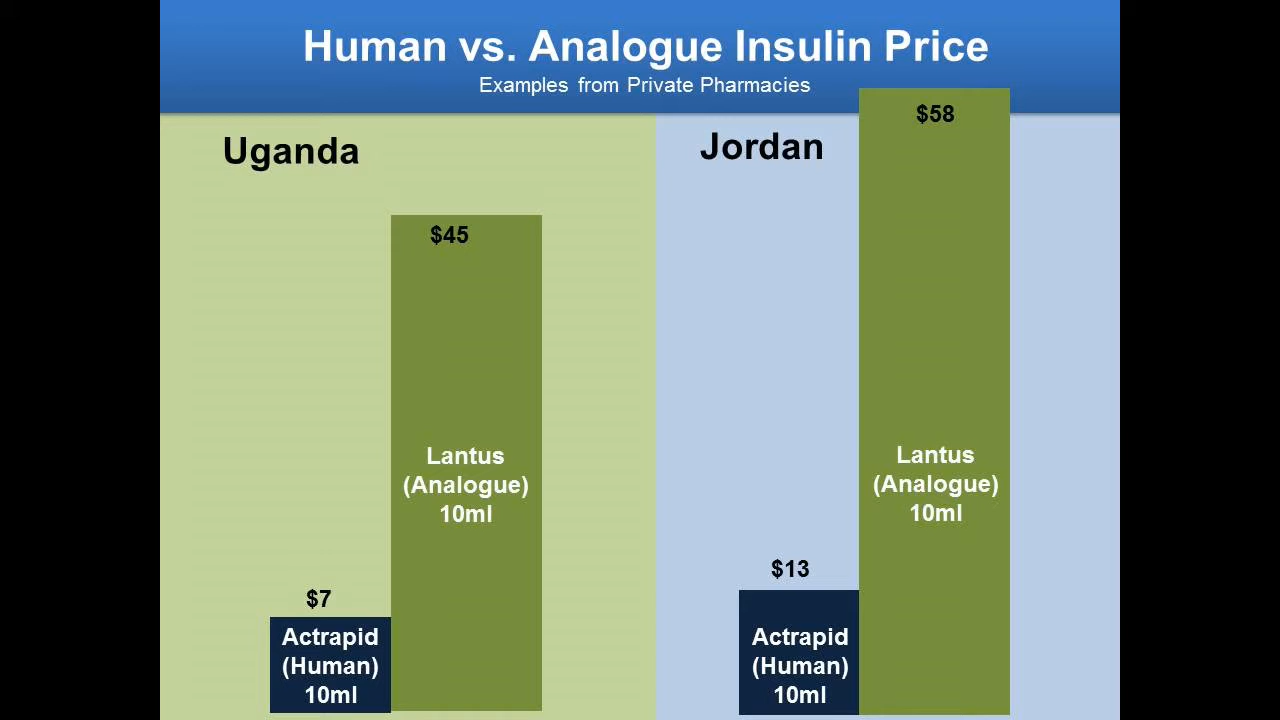 Human vs. Analogue Insulin Price
Examples from Private Pharmacies
Uganda
$45
Lantus
(Analogue)
10ml
$7
Actrapid
(Human)
10ml
Jordan
$58
Lantus
(Analogue)
10ml
$13
Actrapid
(Human)
10ml